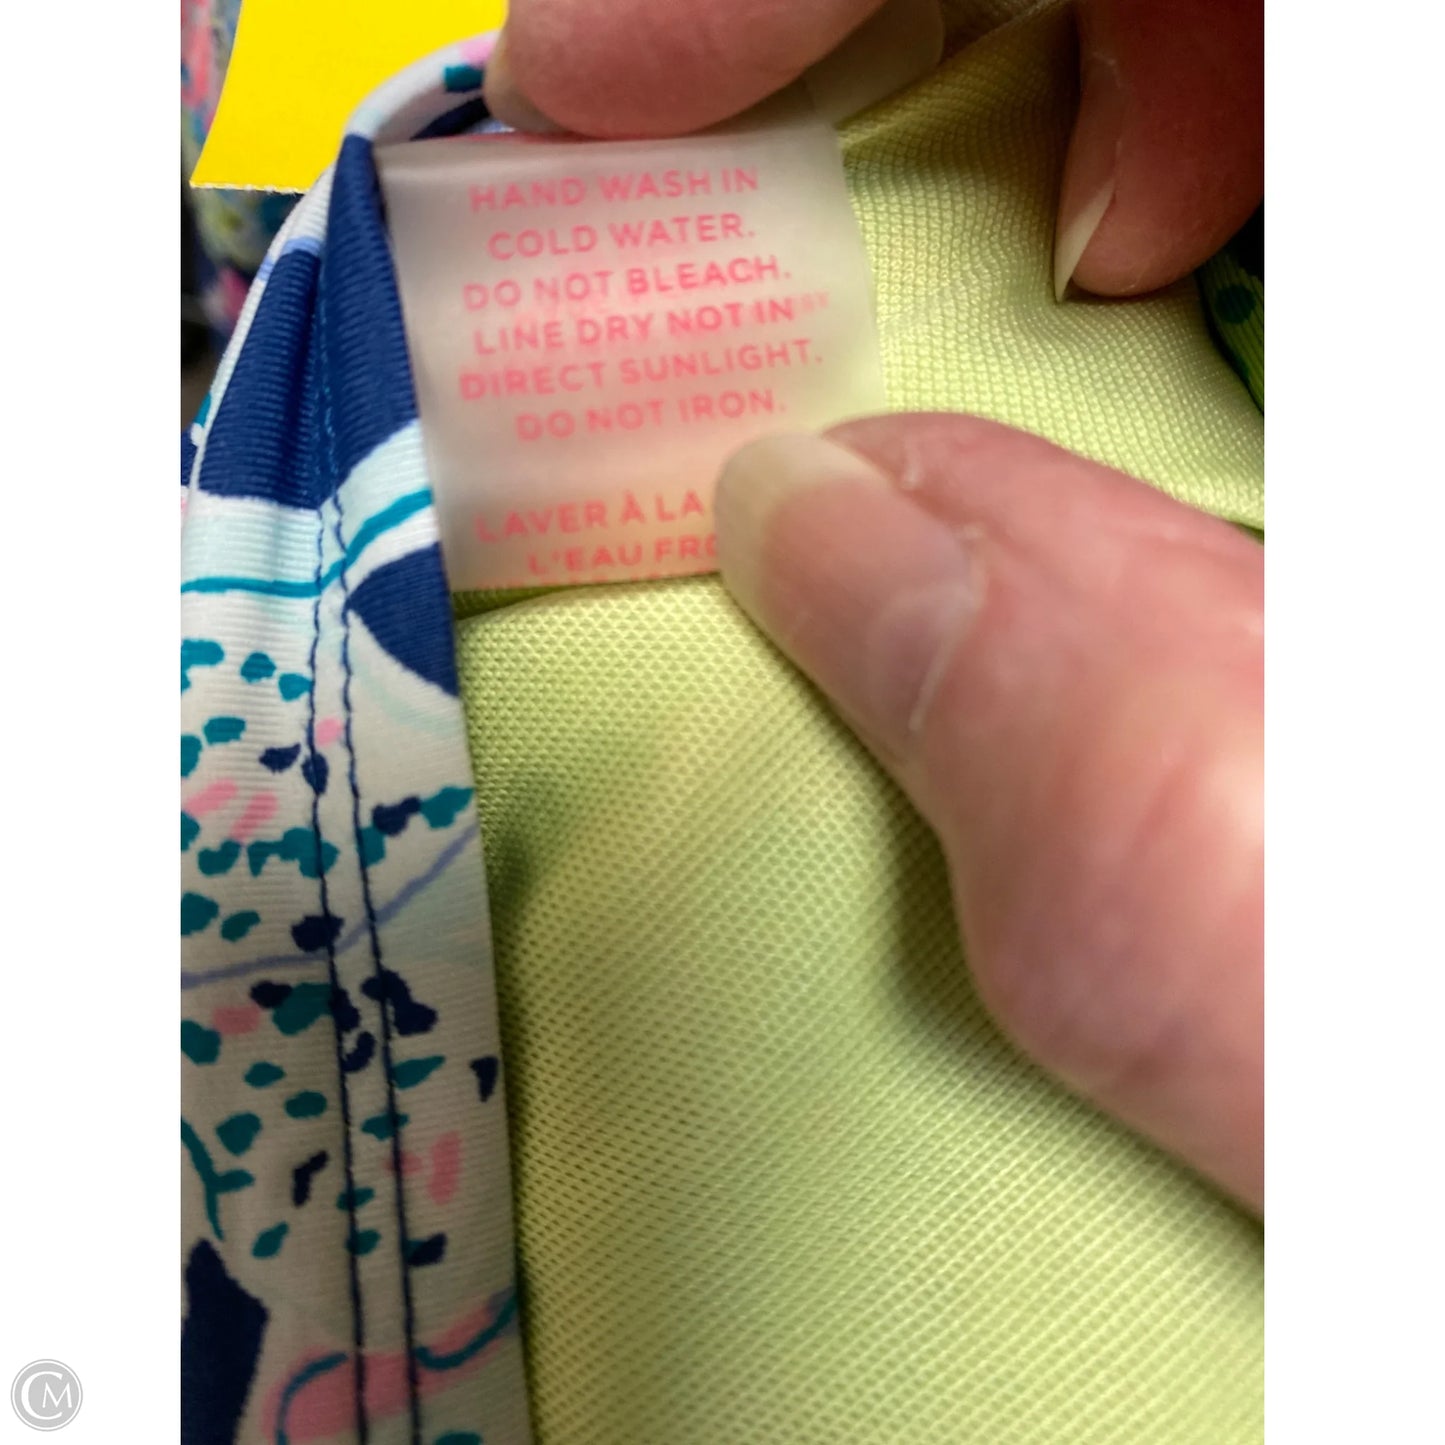 HAND WASH IN
COLD WATER.
DO NOT BLEACH.
LINE DRY NOT IN
DIRECT SUNLIGHT.
DO NOT IRON.
LAVER À LA
L'EAU
CM